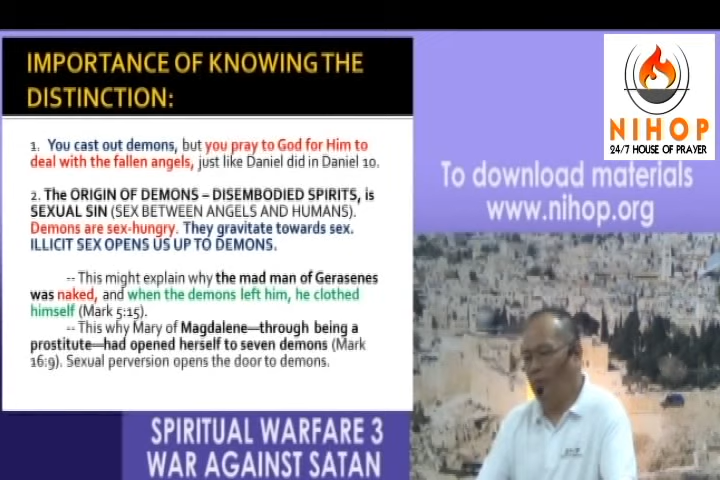 IMPORTANCE OF KNOWING THE
DISTINCTION:
1. You cast out demons, but you pray to God for Him to
deal with the fallen angels, just like Daniel did in Daniel 10.
2. The ORIGIN OF DEMONS – DISEMBODIED SPIRITS, is
SEXUAL SIN (SEX BETWEEN ANGELS AND HUMANS).
Demons are sex-hungry. They gravitate towards sex.
ILLICIT SEX OPENS US UP TO DEMONS.
-- This might explain why the mad man of Gerasenes
was naked, and when the demons left him, he clothed
himself (Mark 5:15).
-- This why Mary of Magdalene—through being a
prostitute—had opened herself to seven demons (Mark
16:9). Sexual perversion opens the door to demons.
NIHOP
24/7 HOUSE OF PRAYER
To download materials
www.nihop.org
SPIRITUAL WARFARE 3
WAR AGAINST SATAN